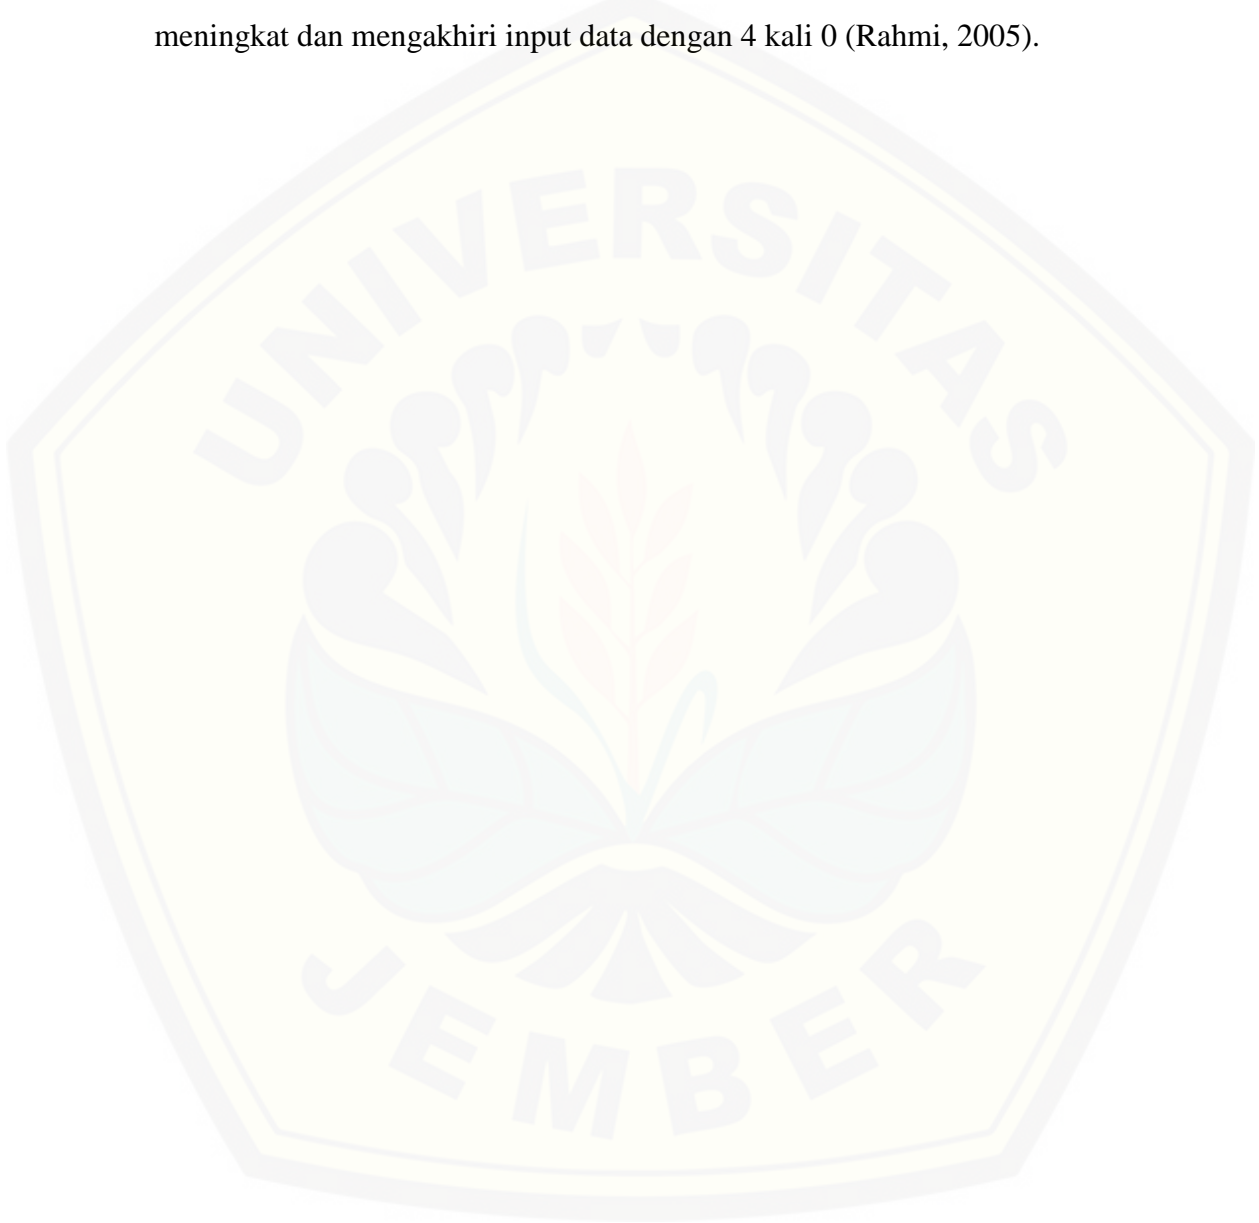 meningkat dan mengakhiri input data dengan 4 kali 0 (Rahmi, 2005).
UNIVERSITAS
JEMBER